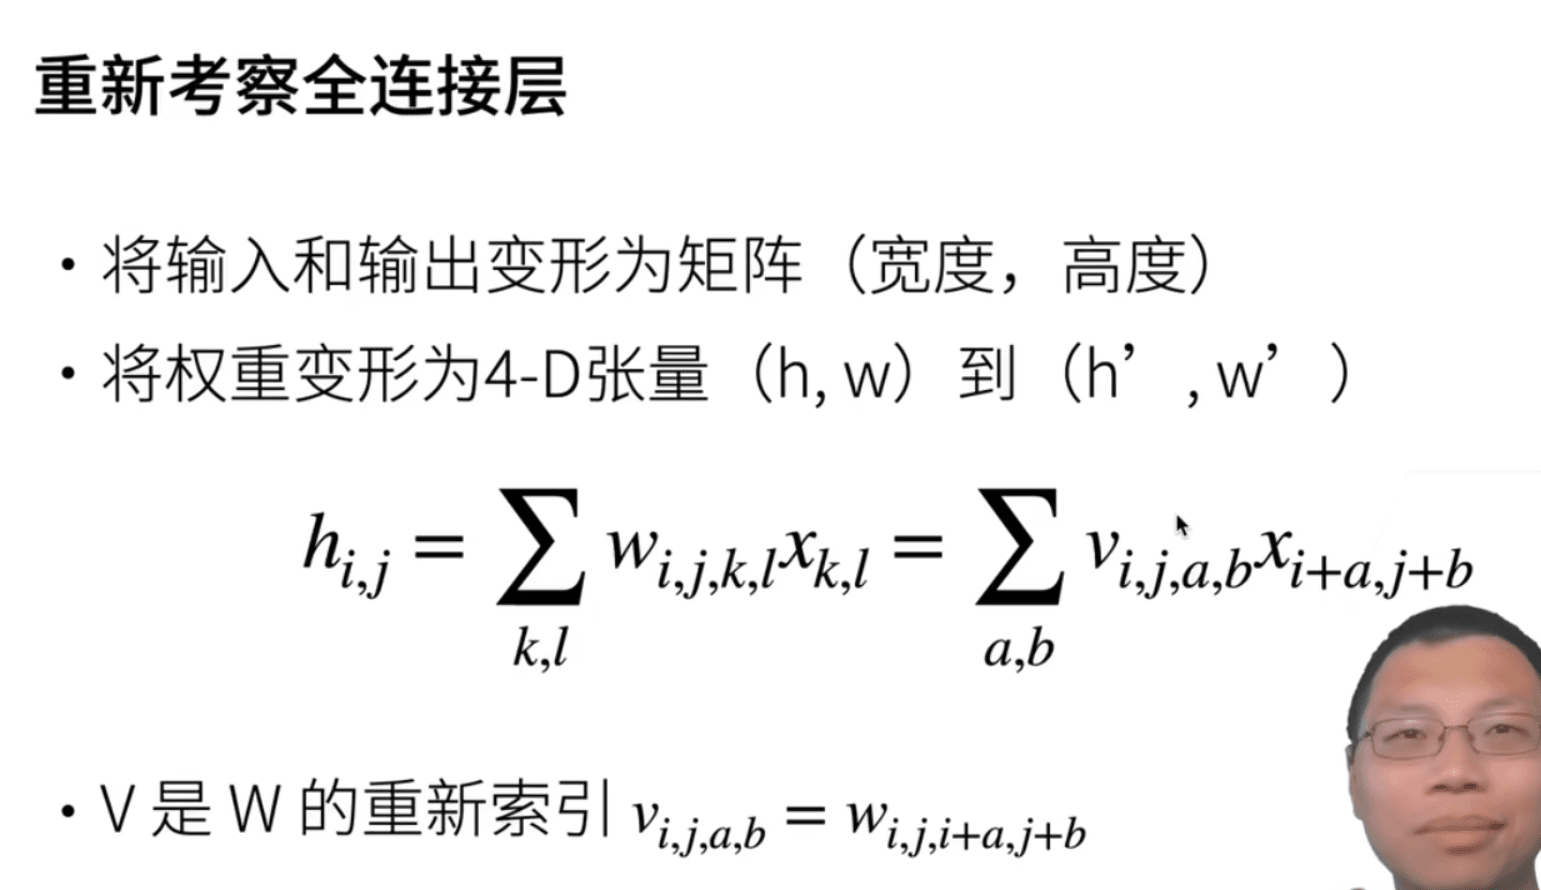 重新考察全连接层
• 将输入和输出变形为矩阵（宽度，高度）
• 将权重变形为4-D张量（h, w）到（h’, w’）
h_{i,j} = ∑_{k,l} w_{i,j,k,l} x_{k,l} = ∑_{a,b} v_{i,j,a,b} x_{i+a,j+b}
• V 是 W 的重新索引 v_{i,j,a,b} = w_{i,j,i+a,j+b}